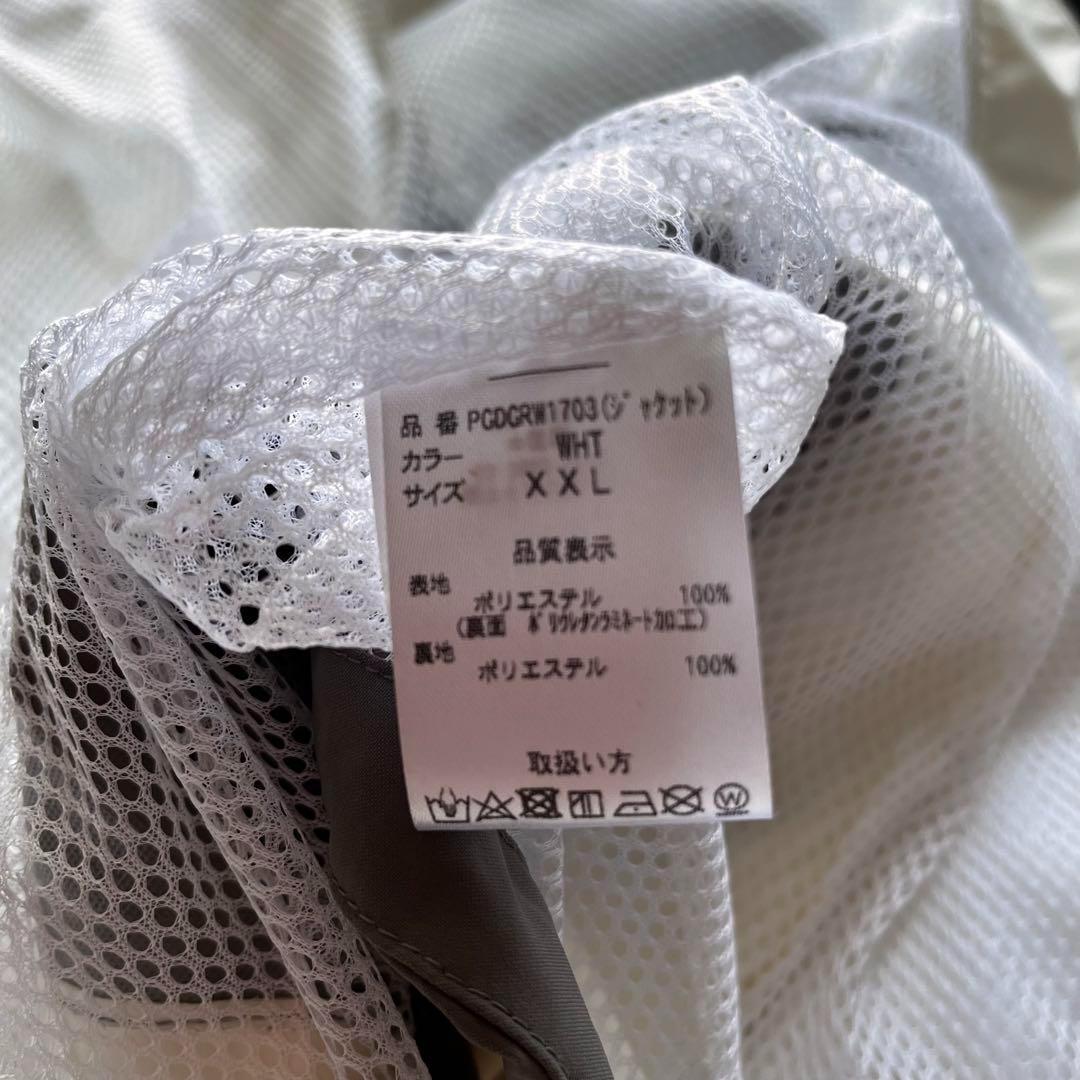 品 番 PGDGRW1703(ジャケット)
カラー WHT
サイズ XXL
品質表示
表地
ポリエステル 100%
(裏面 ポリウレタンラミネート加工)
裏地
ポリエステル 100%
取扱い方
W